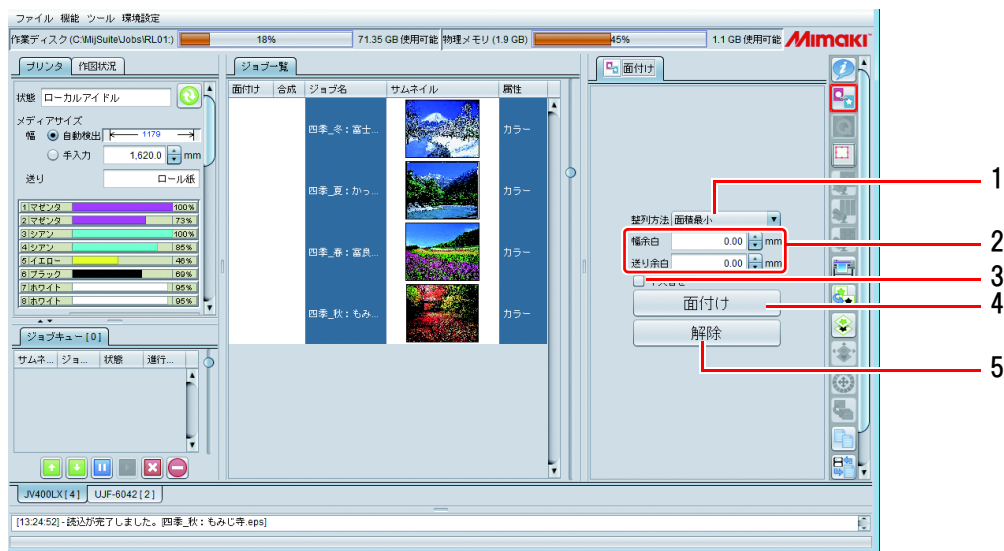 ファイル 機能 ツール 環境設定
作業ディスク (C:\MijSuite\Jobs\RL01:) 18% 71.35 GB (使用可能 物理メモリ (1.9 GB) 45% 1.1 GB (使用可能 Mimaki
プリンタ 作図状況
状態 ローカルアイドル
メディアサイズ
幅 自動検出 1179
手入力 1,620.0 mm
送り ロール紙
1 マゼンタ 100%
2 マゼンタ 73%
3 シアン 100%
4 シアン 85%
5 イエロー 46%
6 ブラック 69%
7 ホワイト 95%
8 ホワイト 95%
ジョブキュー [0]
サムネ... ジョ... 状態 進行...
ジョブ一覧
面付け 合成 ジョブ名 サムネイル 属性
四季_冬：富士... カラー
四季_夏：かっ... カラー
四季_春：富良... カラー
四季_秋：もみ... カラー
面付け
整列方法 面積最小
幅余白 0.00 mm
送り余白 0.00 mm
面付け
解除
1
2
3
4
5
JV400LX [ 4 ] UJF-6042 [ 2 ]
[13:24:52] - 読込が完了しました。[四季_秋：もみじ寺.eps]